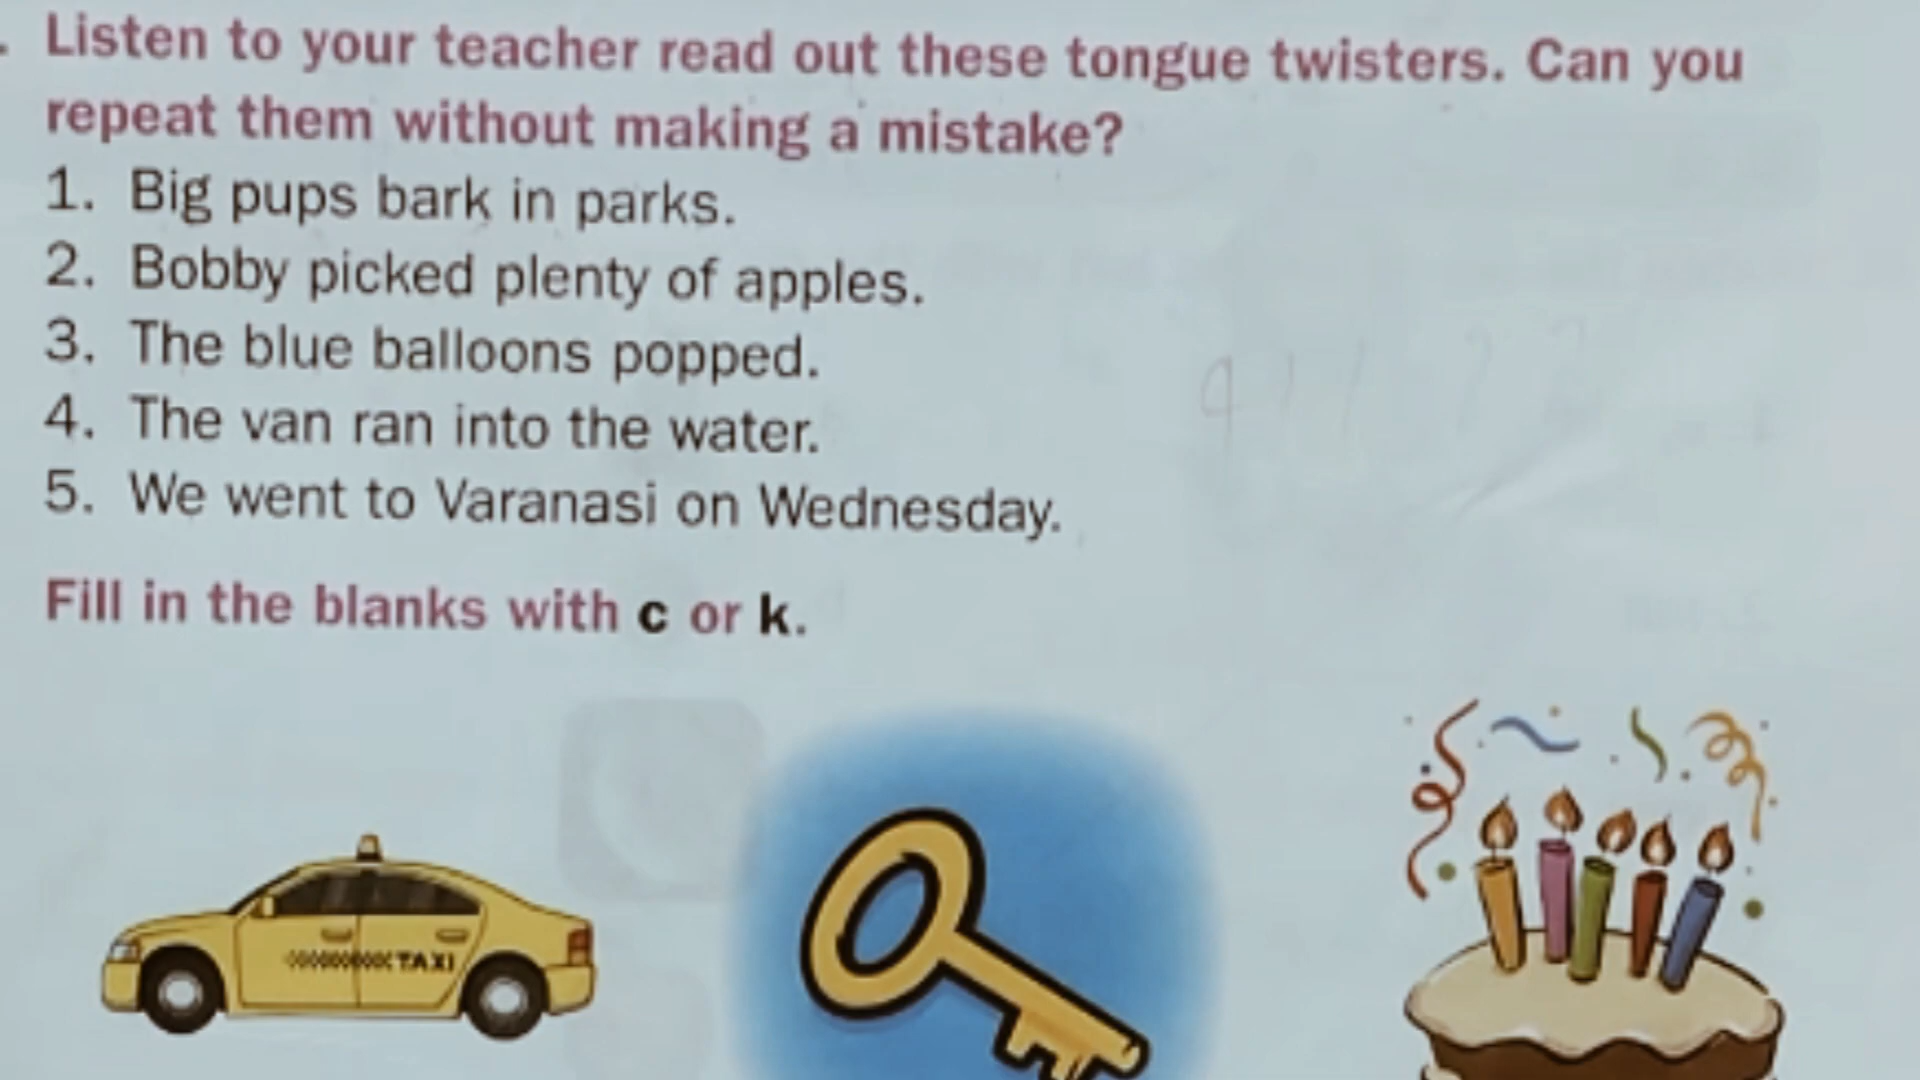 Listen to your teacher read out these tongue twisters. Can you
repeat them without making a mistake?
1. Big pups bark in parks.
2. Bobby picked plenty of apples.
3. The blue balloons popped.
4. The van ran into the water.
5. We went to Varanasi on Wednesday.
Fill in the blanks with c or k.
TAXI